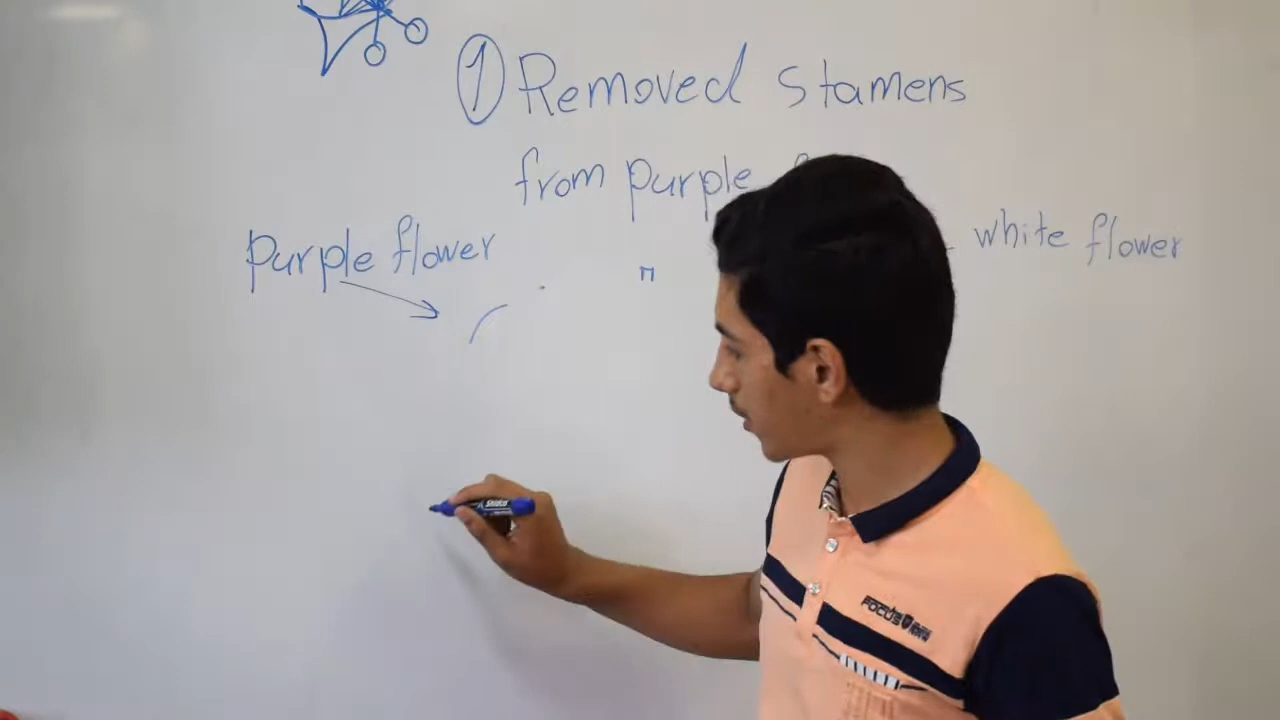 ① Removed Stamens
from purple
Purple flower
white flower
FOCUS